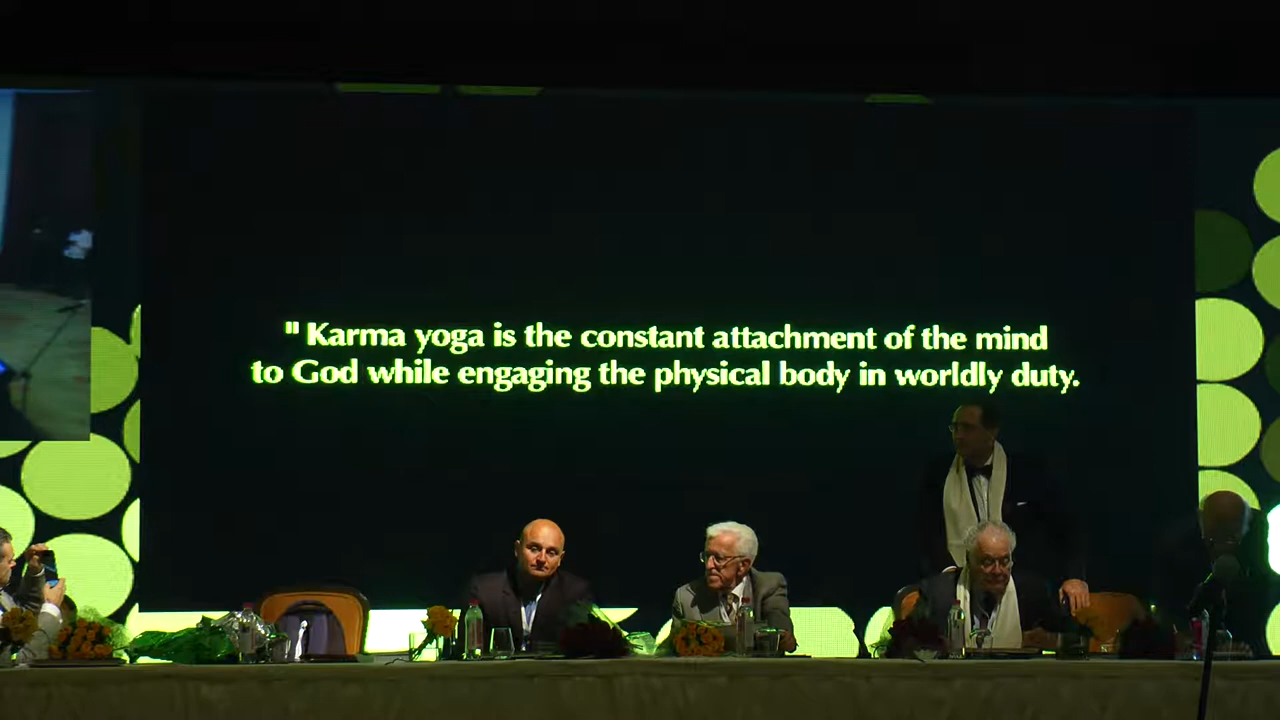 " Karma yoga is the constant attachment of the mind
to God while engaging the physical body in worldly duty.